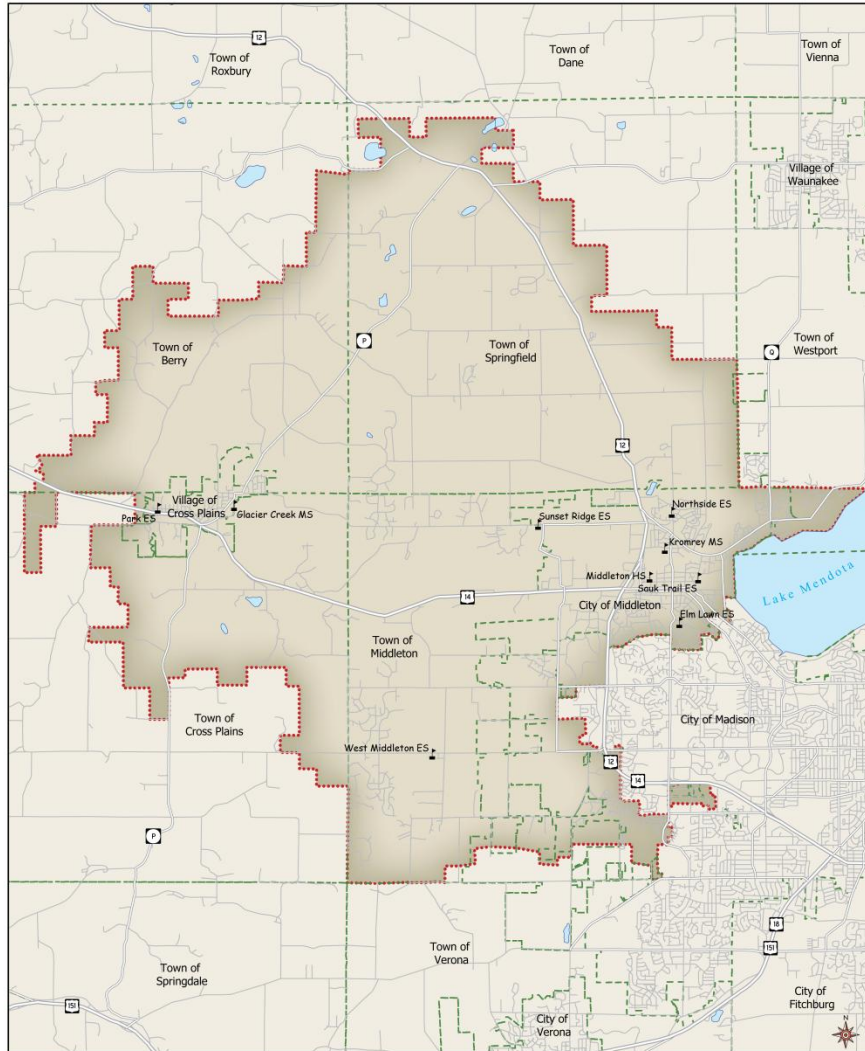 12
Town of
Roxbury
Town of
Dane
Town of
Vienna
Village of
Waunakee
Town of
Berry
P
Town of
Springfield
Q
Town of
Westport
12
Village of
Cross Plains
Park ES
Glacier Creek MS
Sunset Ridge ES
Northside ES
Kromrey MS
Middleton HS
Sauk Trail ES
City of Middleton
Lake Mendota
14
Elm Lawn ES
Town of
Middleton
Town of
Cross Plains
City of Madison
West Middleton ES
12
14
P
18
151
Town of
Verona
Town of
Springdale
151
City of
Verona
City of
Fitchburg
N